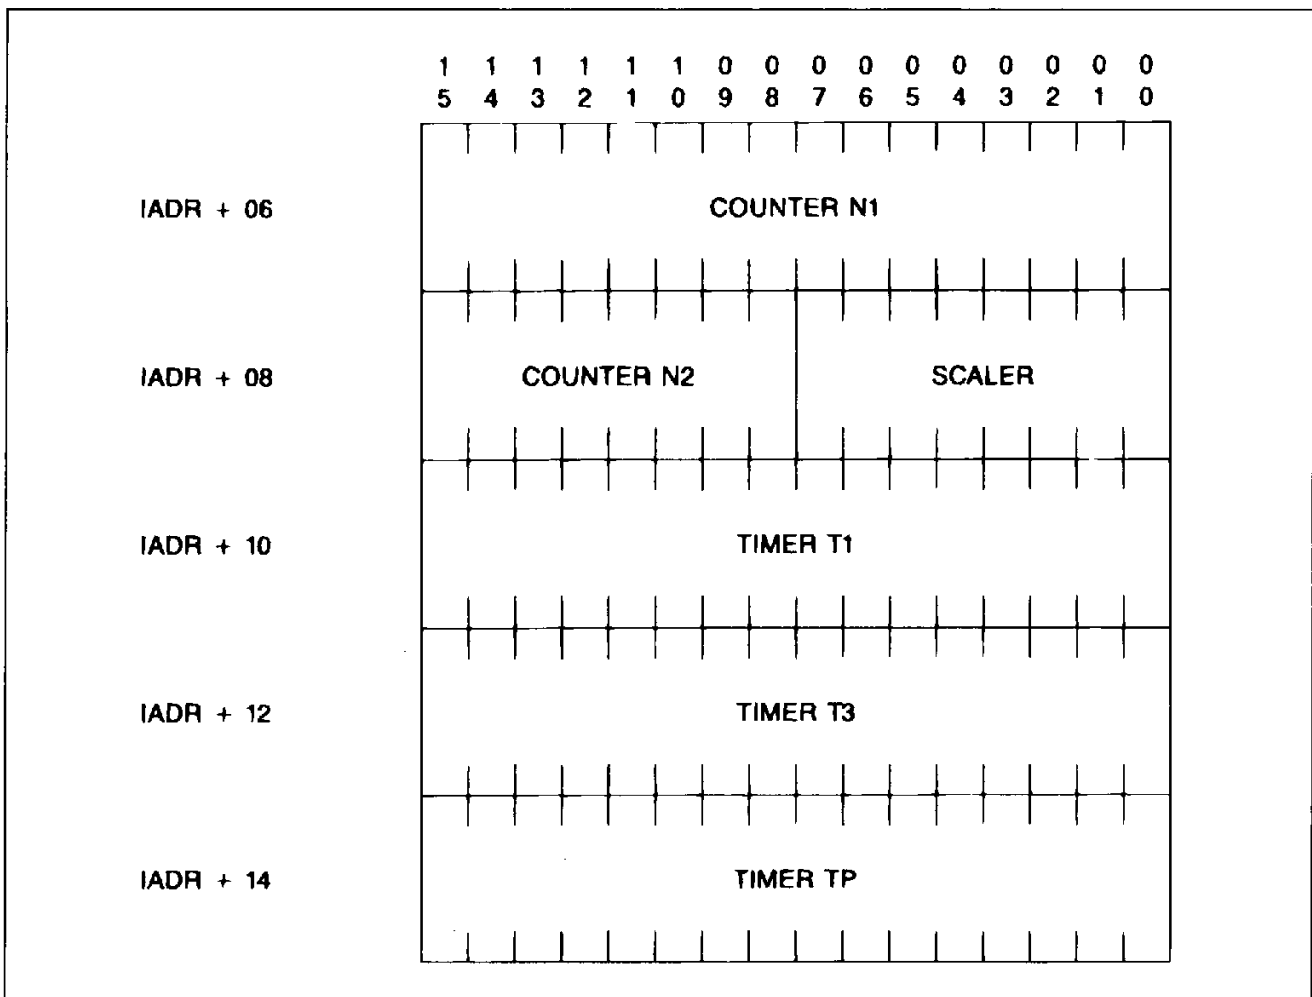 1 1 1 1 1 1 0 0 0 0 0 0 0 0 0 0
5 4 3 2 1 0 9 8 7 6 5 4 3 2 1 0
IADR + 06 COUNTER N1
IADR + 08 COUNTER N2 SCALER
IADR + 10 TIMER T1
IADR + 12 TIMER T3
IADR + 14 TIMER TP